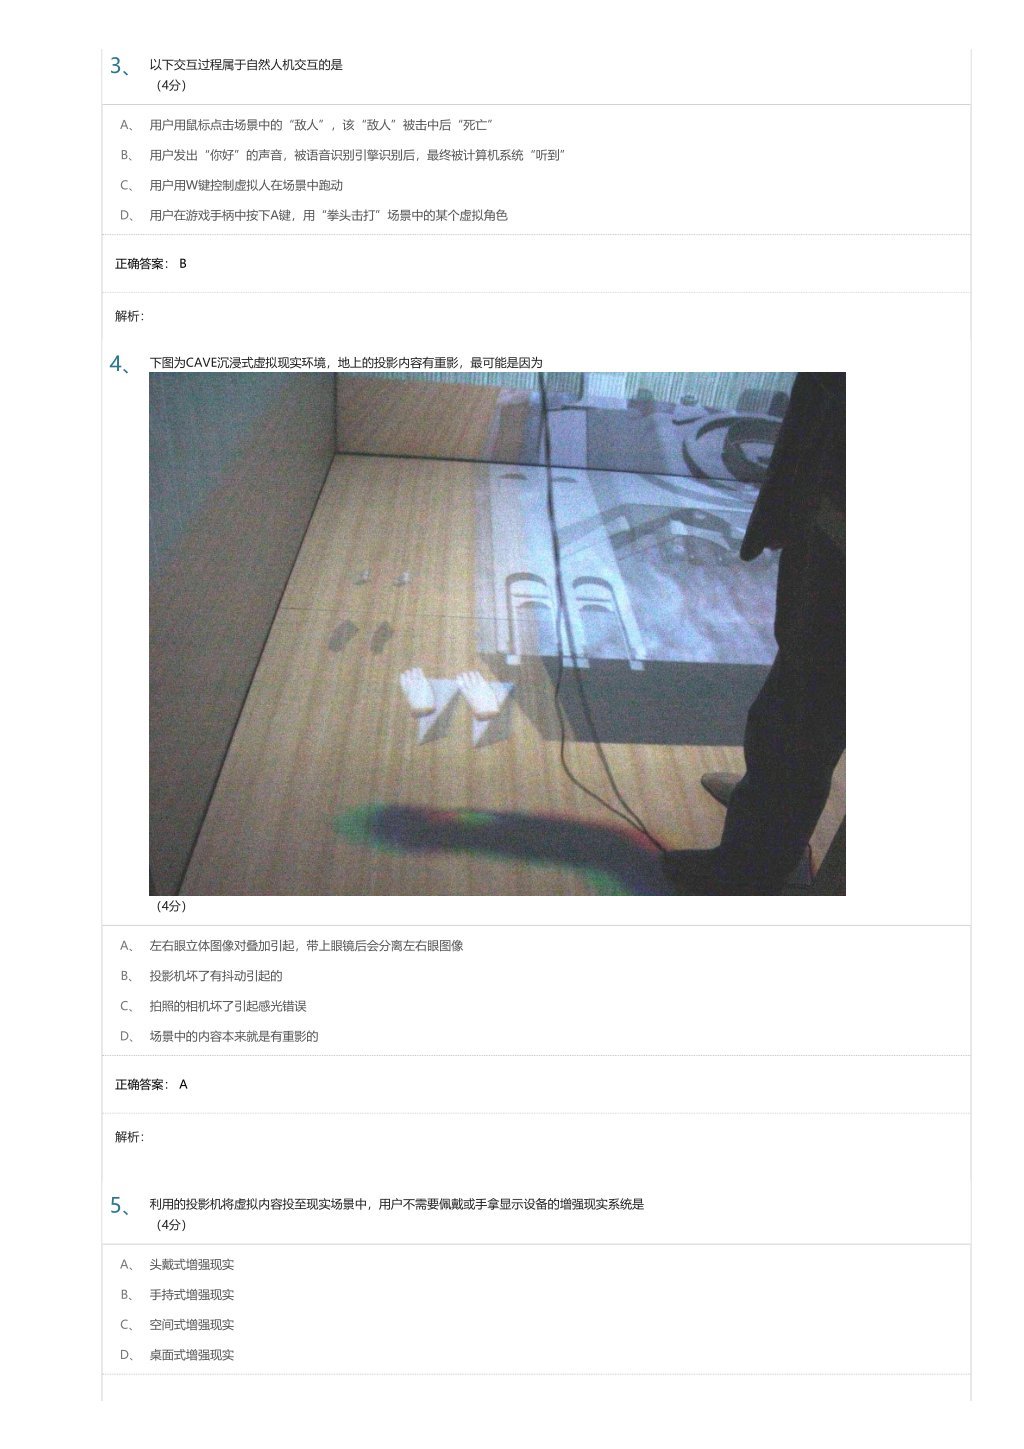 3、 以下交互过程属于自然人机交互的是
（4分）
A、 用户用鼠标点击场景中的“敌人”，该“敌人”被击中后“死亡”
B、 用户发出“你好”的声音，被语音识别引擎识别后，最终被计算机系统“听到”
C、 用户用W键控制虚拟人在场景中跑动
D、 用户在游戏手柄中按下A键，用“拳头击打”场景中的某个虚拟角色
正确答案： B
解析：
4、 下图为CAVE沉浸式虚拟现实环境，地上的投影内容有重影，最可能是因为
（4分）
A、 左右眼立体图像对叠加引起，带上眼镜后会分离左右眼图像
B、 投影机坏了有抖动引起的
C、 拍照的相机坏了引起感光错误
D、 场景中的内容本来就是有重影的
正确答案： A
解析：
5、 利用的投影机将虚拟内容投至现实场景中，用户不需要佩戴或手拿显示设备的增强现实系统是
（4分）
A、 头戴式增强现实
B、 手持式增强现实
C、 空间式增强现实
D、 桌面式增强现实